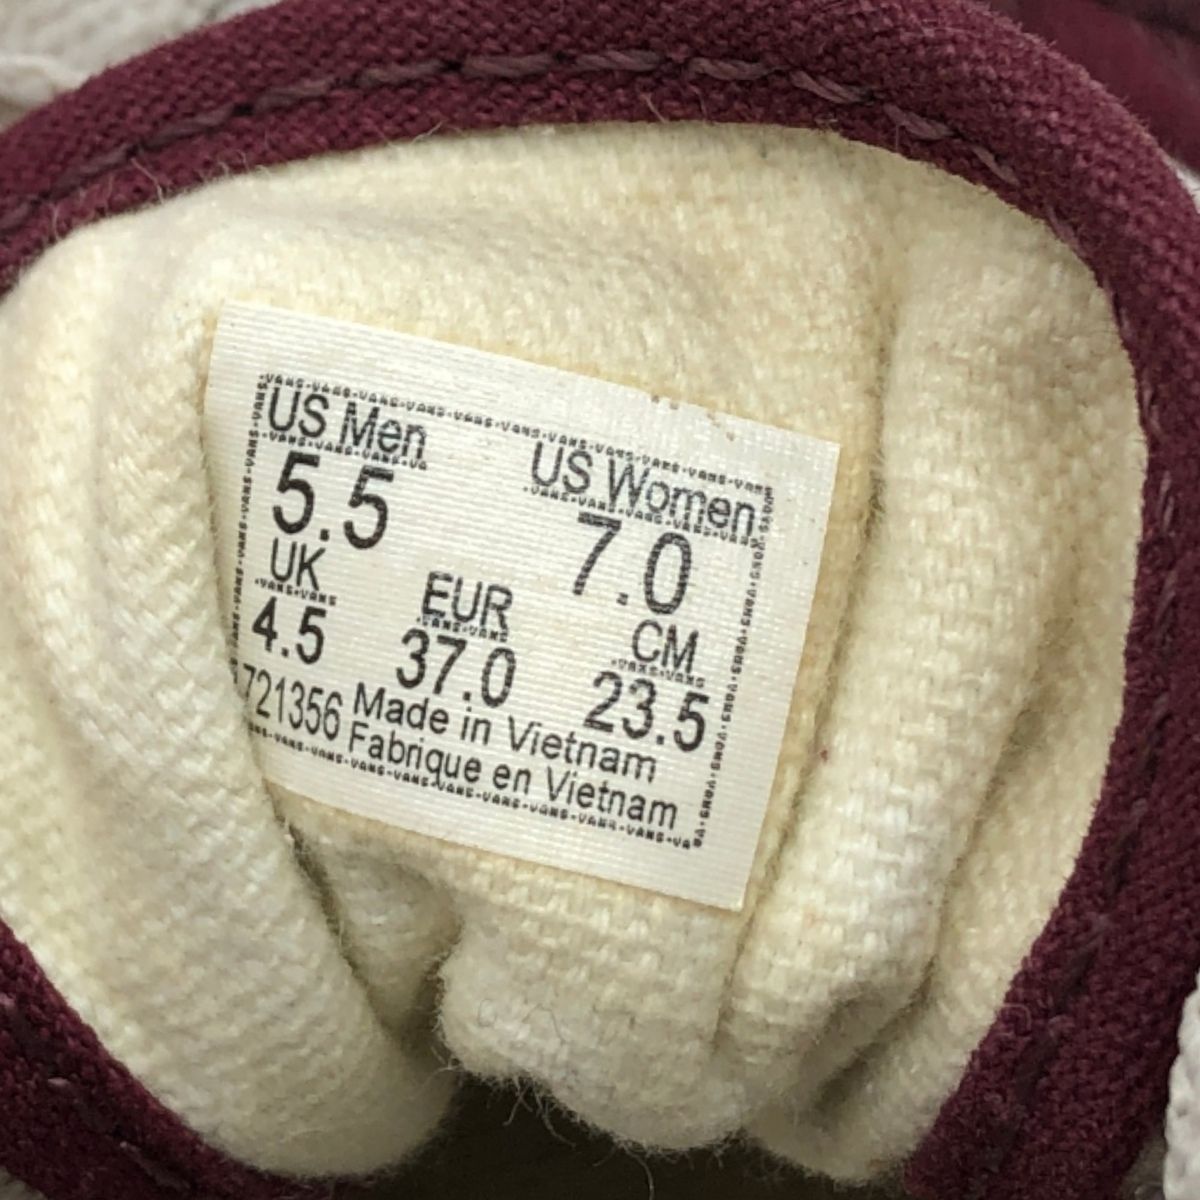 US Men US Women
5.5 7.0
UK EUR CM
4.5 37.0 23.5
721356 Made in Vietnam
Fabrique en Vietnam